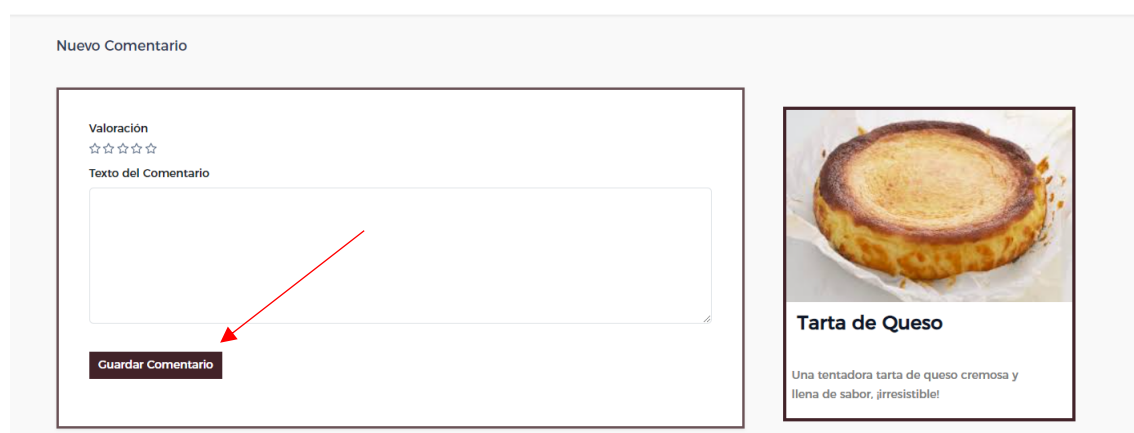 Nuevo Comentario
Valoración
Texto del Comentario
Guardar Comentario
Tarta de Queso
Una tentadora tarta de queso cremosa y
llena de sabor, ¡irresistible!